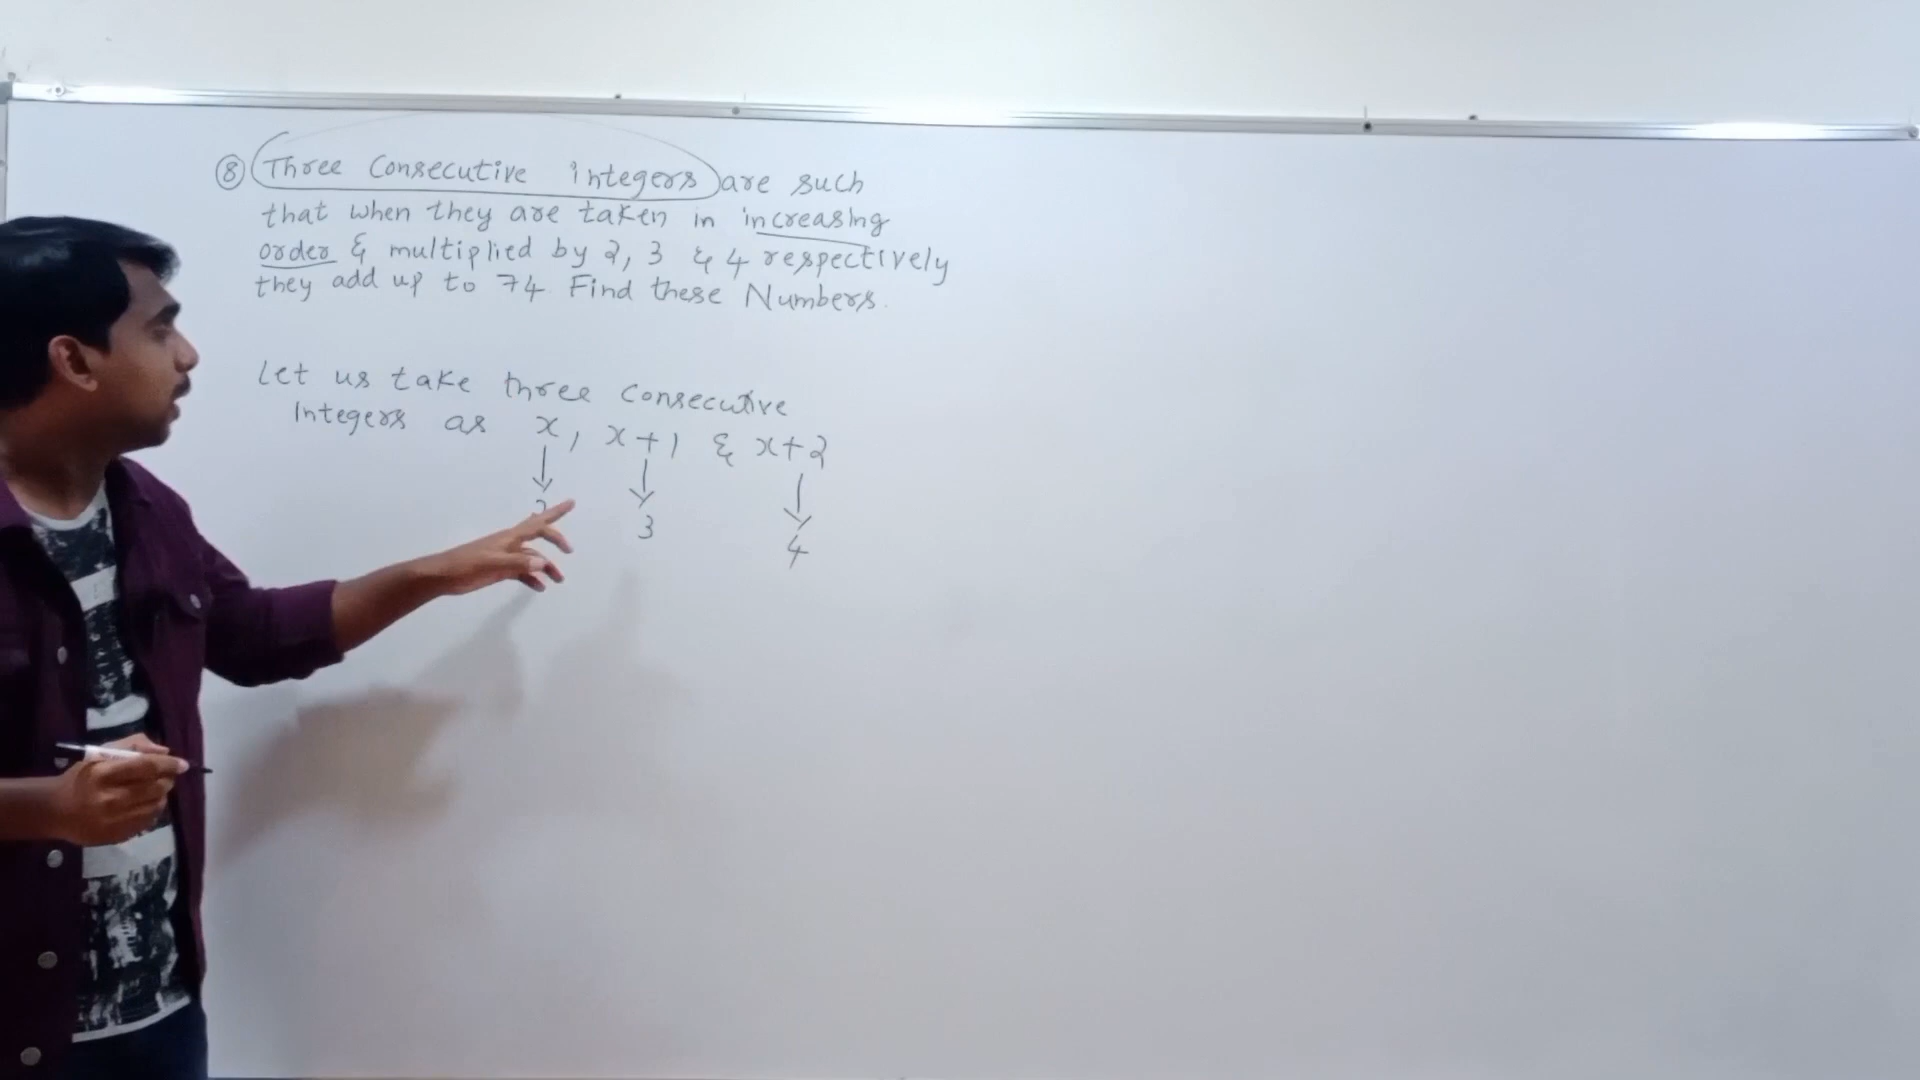 ⑧ Three Consecutive integers are such
that when they are taken in increasing
order & multiplied by 2, 3 & 4 respectively
they add up to 74 Find these Numbers.
Let us take three consecutive
Integers as x, x+1 & x+2
↓ ↓ ↓
3 4